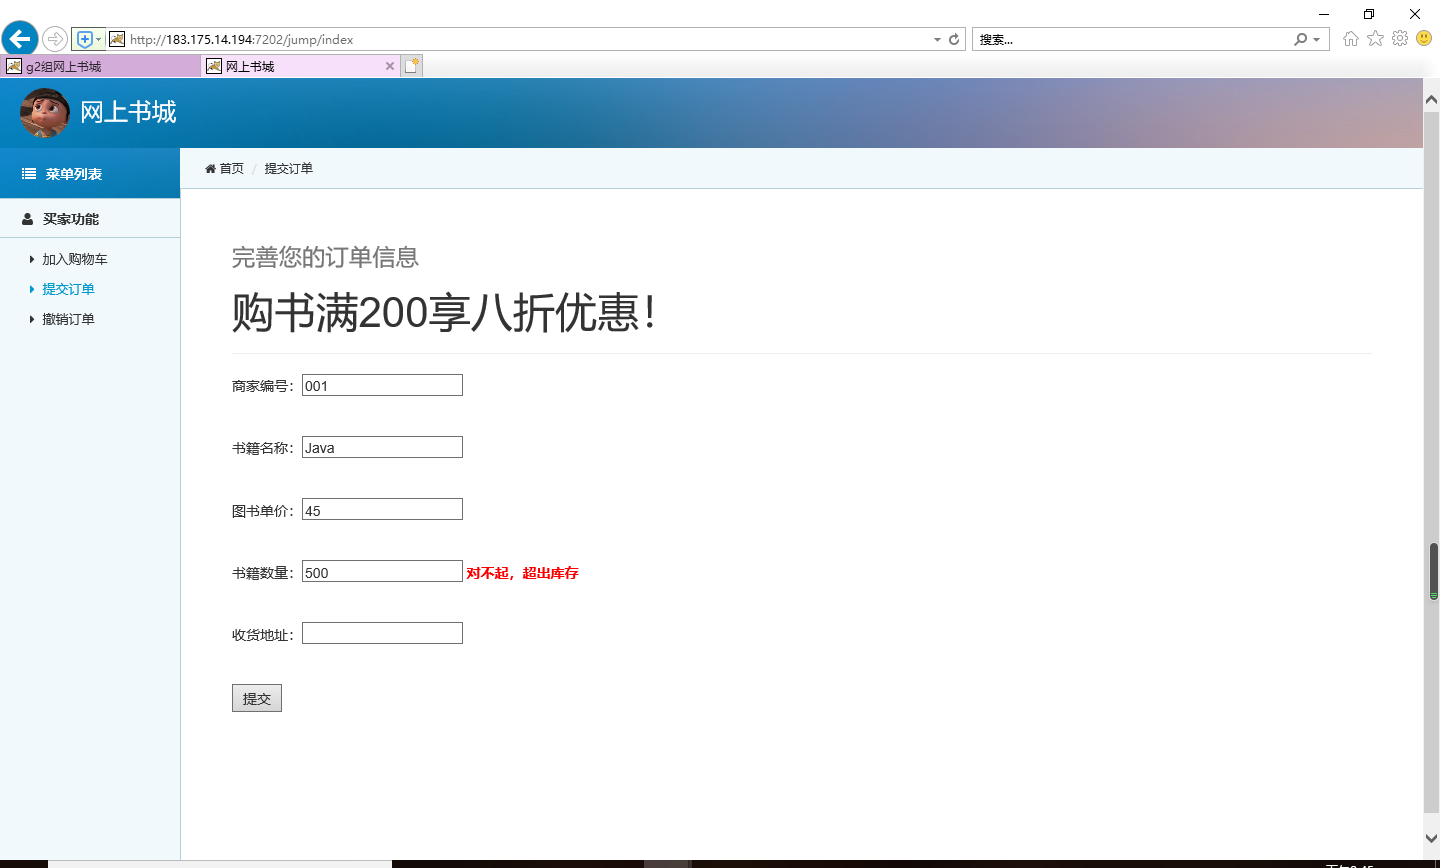 http://183.175.14.194:7202/jump/index
搜索...
g2组网上书城
网上书城
网上书城
菜单列表
首页 / 提交订单
买家功能
加入购物车
提交订单
撤销订单
完善您的订单信息
购书满200享八折优惠！
商家编号：001
书籍名称：Java
图书单价：45
书籍数量：500 对不起，超出库存
收货地址：
提交